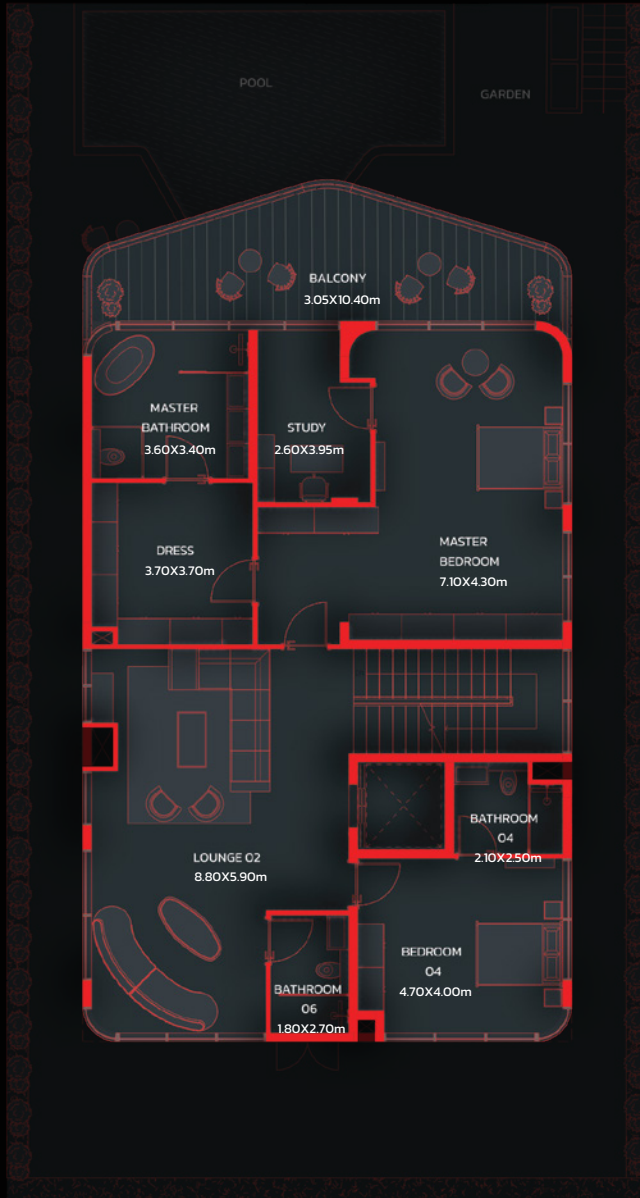 POOL
GARDEN
BALCONY
3.05X10.40m
MASTER
BATHROOM
3.60X3.40m
STUDY
2.60X3.95m
DRESS
3.70X3.70m
MASTER
BEDROOM
7.10X4.30m
LOUNGE 02
8.80X5.90m
BATHROOM
04
2.10X2.50m
BEDROOM
04
4.70X4.00m
BATHROOM
06
1.80X2.70m